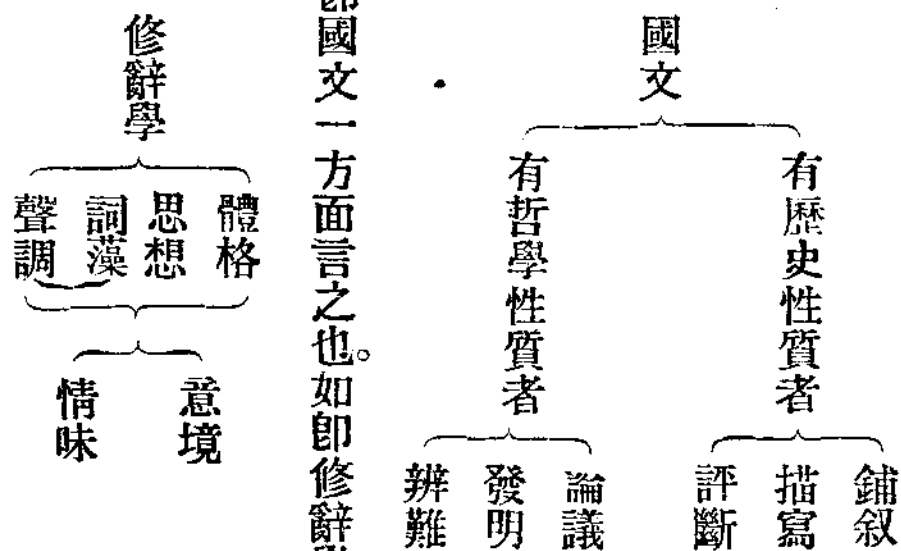 國文
有歷史性質者
鋪叙
描寫
評斷
有哲學性質者
論議
發明
辨難
國文一方面言之也。如即修辭
修辭學
體格
思想
詞藻
聲調
意境
情味